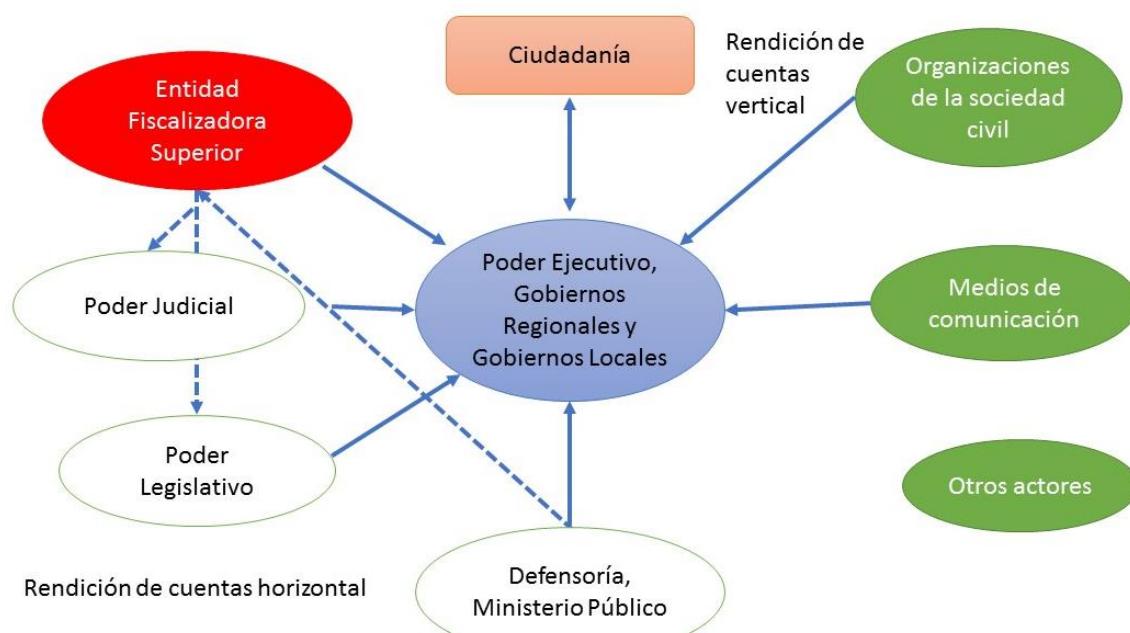 Ciudadanía
Rendición de
cuentas
vertical
Organizaciones
de la sociedad
civil
Entidad
Fiscalizadora
Superior
Poder Ejecutivo,
Gobiernos
Regionales y
Gobiernos Locales
Poder Judicial
Medios de
comunicación
Poder
Legislativo
Otros actores
Rendición de cuentas horizontal
Defensoría,
Ministerio Público